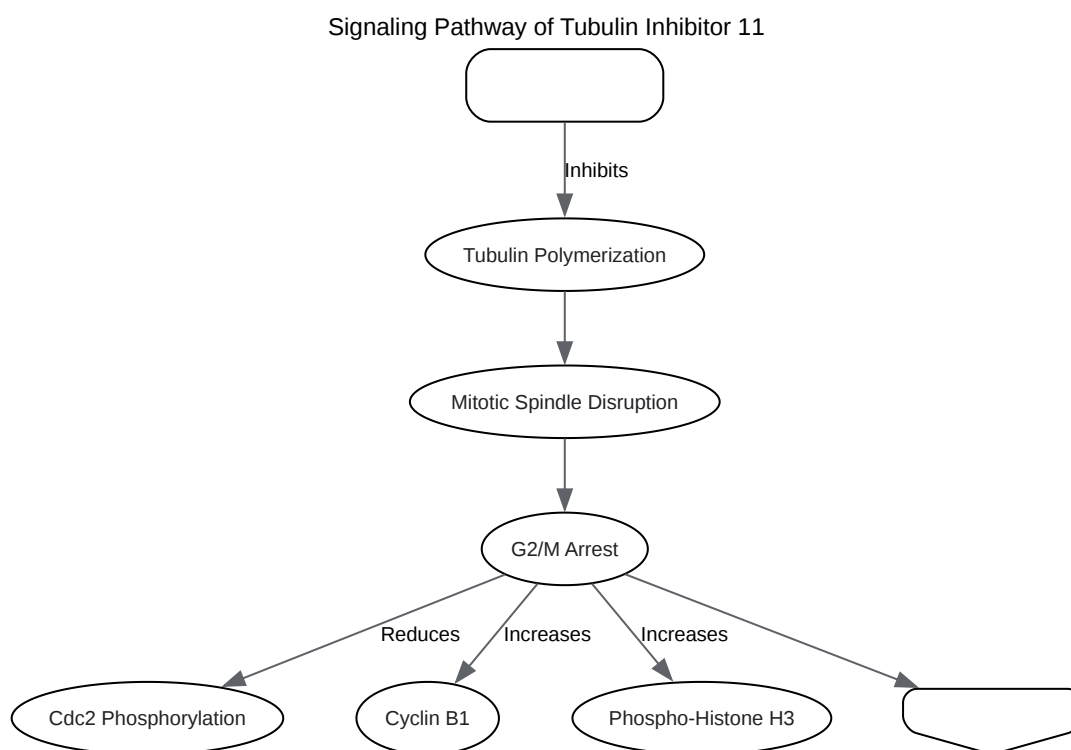 Signaling Pathway of Tubulin Inhibitor 11
Inhibits
Tubulin Polymerization
Mitotic Spindle Disruption
G2/M Arrest
Reduces
Increases
Increases
Cdc2 Phosphorylation
Cyclin B1
Phospho-Histone H3